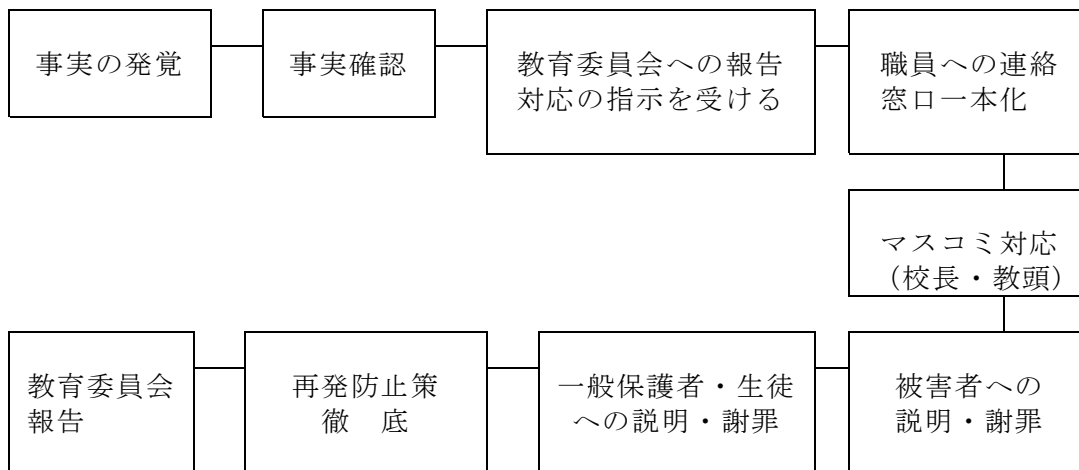 事実の発覚
事実確認
教育委員会への報告
対応の指示を受ける
職員への連絡
窓口一本化
マスコミ対応
（校長・教頭）
被害者への
説明・謝罪
一般保護者・生徒
への説明・謝罪
再発防止策
徹　底
教育委員会
報告